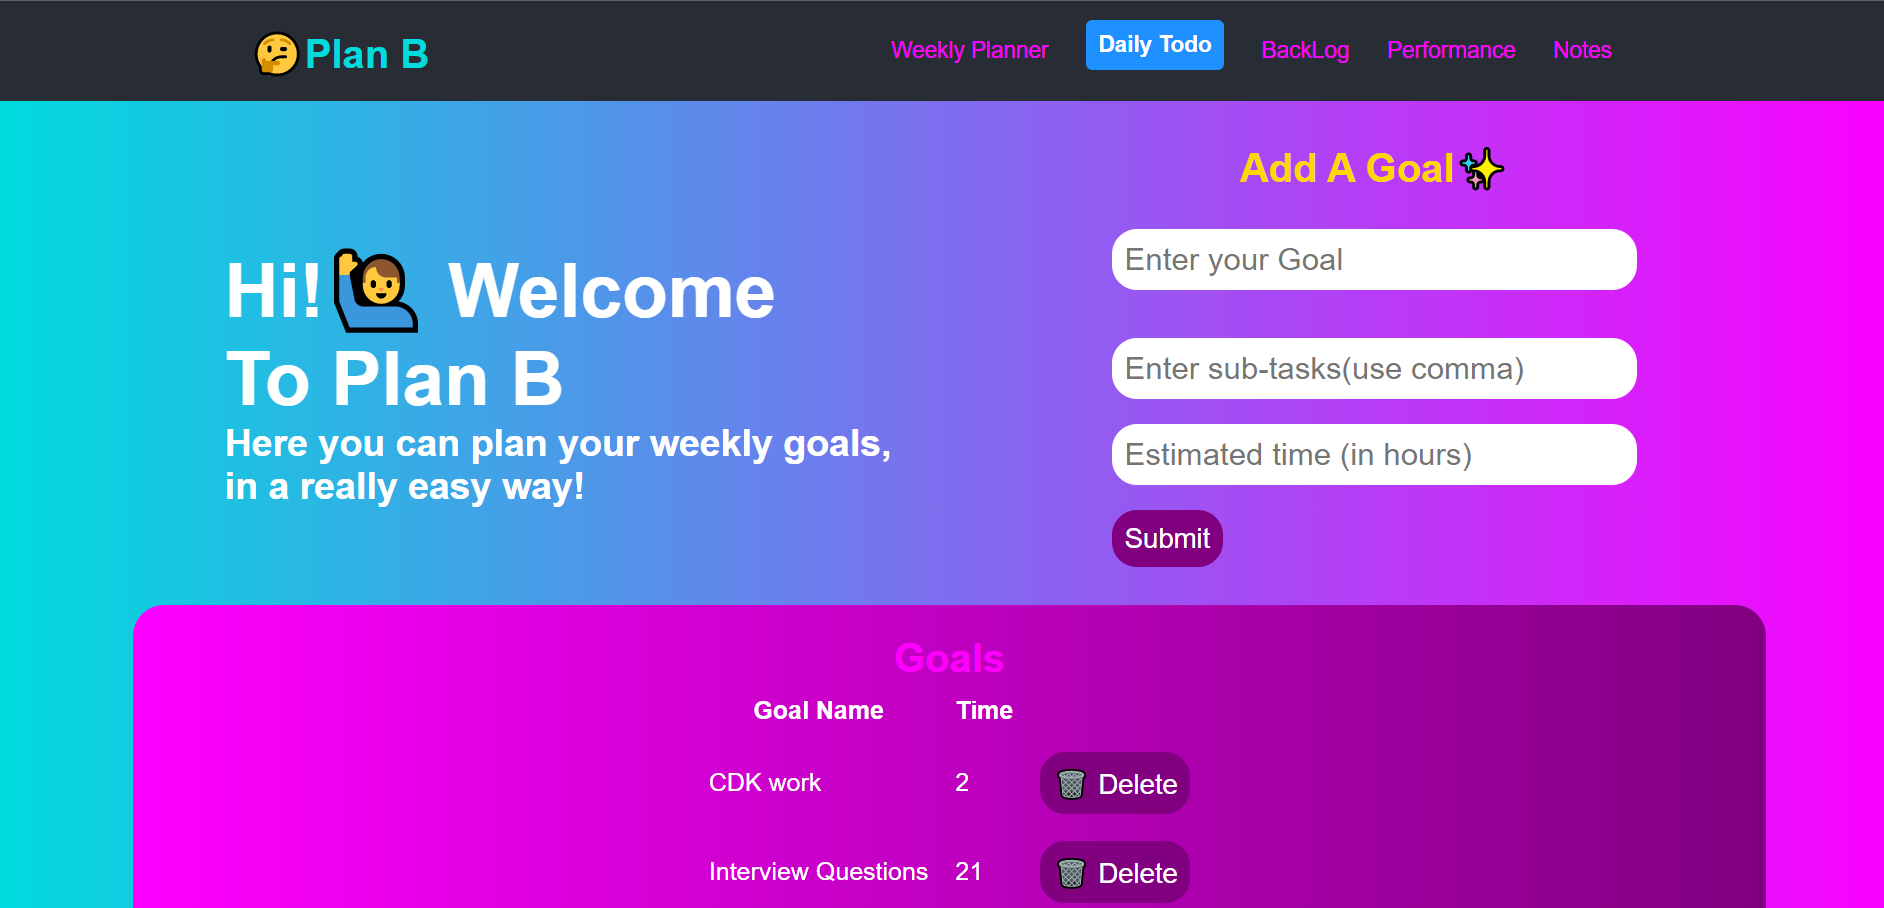 🤔Plan B
Weekly Planner
Daily Todo
BackLog
Performance
Notes
Hi!🙋‍♂️ Welcome
To Plan B
Here you can plan your weekly goals,
in a really easy way!
Add A Goal✨
Enter your Goal
Enter sub-tasks(use comma)
Estimated time (in hours)
Submit
Goals
Goal Name Time
CDK work 2 🗑️ Delete
Interview Questions 21 🗑️ Delete